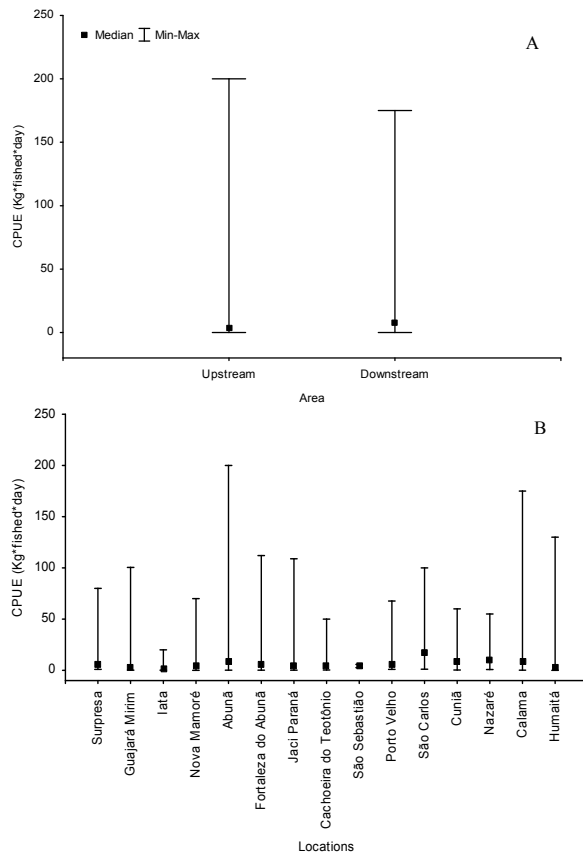 A
Median Min-Max
250
200
150
100
50
0
CPUE (Kg*fished*day)
Upstream Downstream
Area
B
250
200
150
100
50
0
CPUE (Kg*fished*day)
Surpresa
Guajará Mirim
Iata
Nova Mamoré
Abunã
Fortaleza do Abunã
Jaci Paraná
Cachoeira do Teotônio
São Sebastião
Porto Velho
São Carlos
Cuniã
Nazaré
Calama
Humaitá
Locations